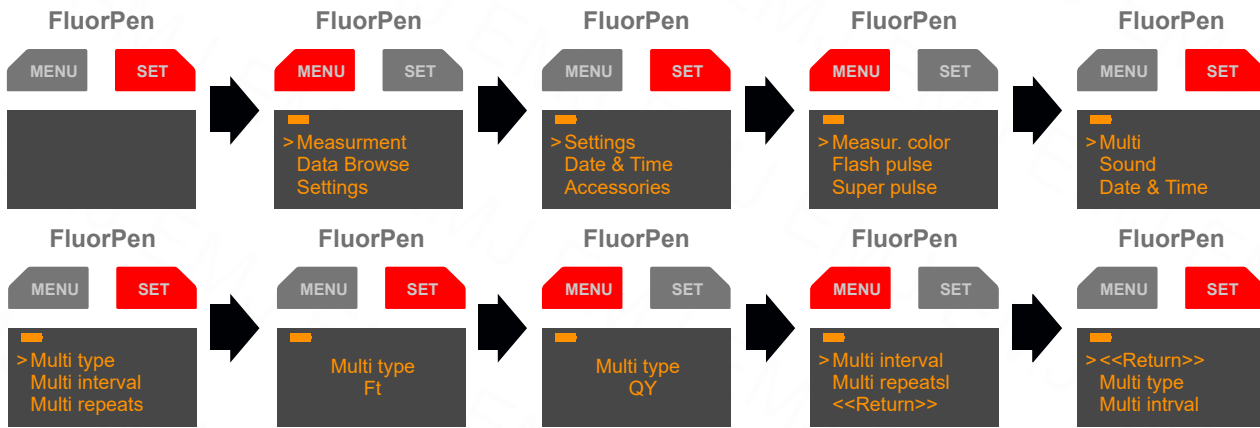 FluorPen
MENU SET
FluorPen
MENU SET
>Measurment
Data Browse
Settings
FluorPen
MENU SET
>Settings
Date & Time
Accessories
FluorPen
MENU SET
>Measur. color
Flash pulse
Super pulse
FluorPen
MENU SET
>Multi
Sound
Date & Time
FluorPen
MENU SET
>Multi type
Multi interval
Multi repeats
FluorPen
MENU SET
Multi type
Ft
FluorPen
MENU SET
Multi type
QY
FluorPen
MENU SET
>Multi interval
Multi repeatsl
<<Return>>
FluorPen
MENU SET
><<Return>>
Multi type
Multi intrval